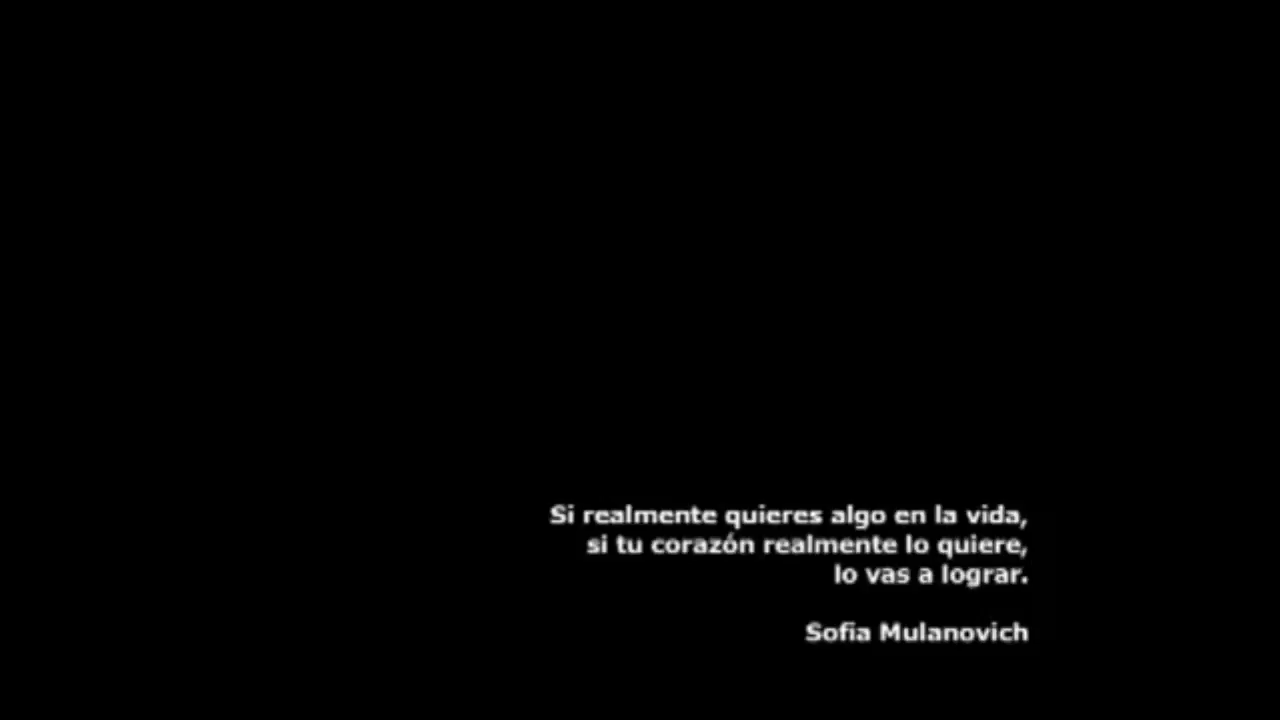 Si realmente quieres algo en la vida,
si tu corazón realmente lo quiere,
lo vas a lograr.
Sofia Mulanovich